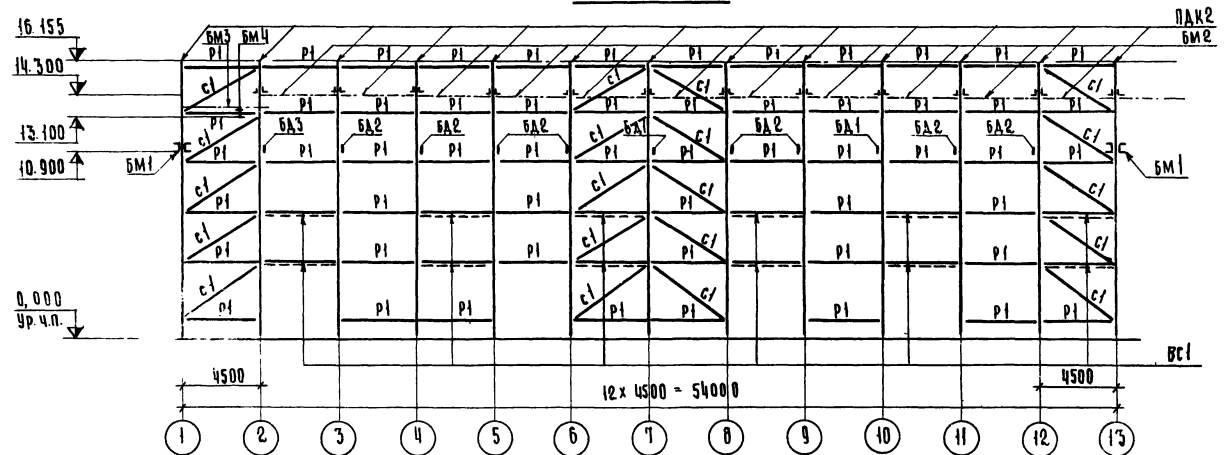 ПДК2
16.155
БМ3 БМ4
Р1 Р1 Р1 Р1 Р1 Р1 Р1 Р1 Р1 Р1 Р1
БМ2
14.300
С1 С1 С1 С1
Р1 Р1 Р1 Р1 Р1 Р1 Р1 Р1 Р1 Р1 Р1
13.100
С1 БД3 БД2 БД2 БД2 С1 БД1 С1 БД2 БД1 БД2 БД2 С1
Р1 Р1 Р1 Р1 Р1 Р1 Р1 Р1 Р1 Р1 Р1 Р1
10.900
БМ1 БМ1
С1 С1 С1 С1
Р1 Р1 Р1 Р1 Р1 Р1 Р1
С1 С1 С1 С1
Р1 Р1 Р1 Р1 Р1 Р1 Р1
С1 С1 С1 С1
0,000
Р1 Р1 Р1 Р1 Р1 Р1 Р1 Р1
Ур.ч.п.
ВС1
4500 4500
12 х 4500 = 54000
1 2 3 4 5 6 7 8 9 10 11 12 13